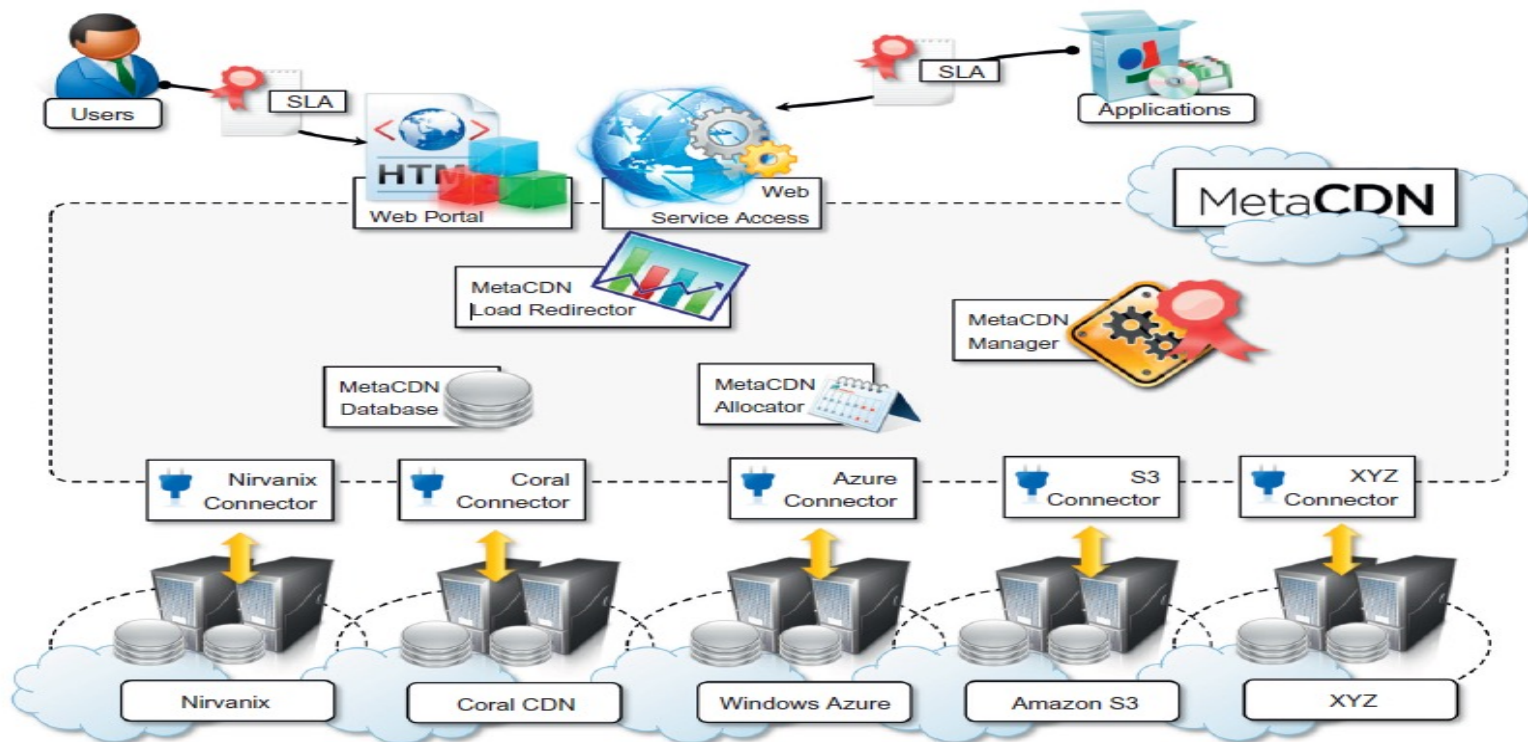 SLA
SLA
Users
Applications
HTM
Web Portal
Web
Service Access
MetaCDN
MetaCDN
Load Redirector
MetaCDN
Manager
MetaCDN
Database
MetaCDN
Allocator
Nirvanix
Connector
Coral
Connector
Azure
Connector
S3
Connector
XYZ
Connector
Nirvanix
Coral CDN
Windows Azure
Amazon S3
XYZ